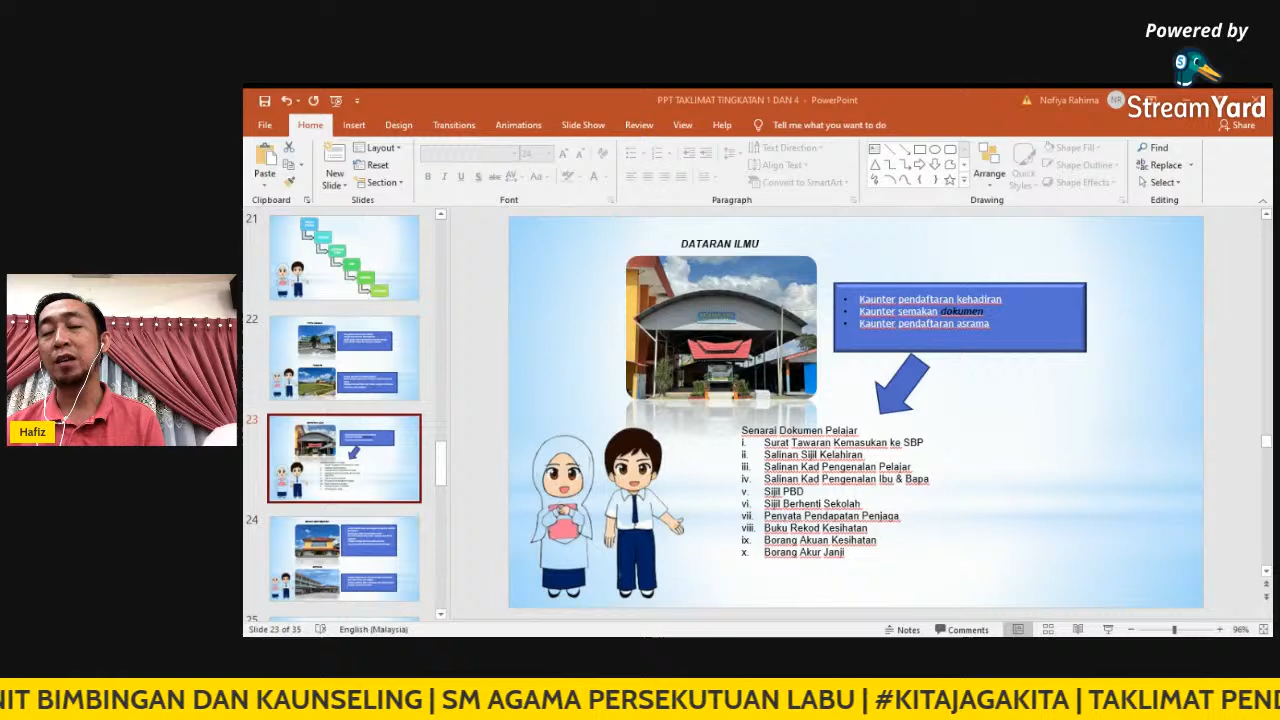 Powered by
StreamYard
PPT TAKLIMAT TINGKATAN 1 DAN 4 - PowerPoint
Nofiya Rahima
NR
File
Home
Insert
Design
Transitions
Animations
Slide Show
Review
View
Help
Tell me what you want to do
Share
Paste
Clipboard
New
Slide
Layout
Reset
Section
Slides
Font
Text Direction
Align Text
Convert to SmartArt
Paragraph
Arrange
Quick
Styles
Shape Fill
Shape Outline
Shape Effects
Drawing
Find
Replace
Select
Editing
21
22
23
24
25
DATARAN ILMU
• Kaunter pendaftaran kehadiran
• Kaunter semakan dokumen
• Kaunter pendaftaran asrama
Senarai Dokumen Pelajar
i. Surat Tawaran Kemasukan ke SBP
ii. Salinan Sijil Kelahiran
iii. Salinan Kad Pengenalan Pelajar
iv. Salinan Kad Pengenalan Ibu & Bapa
v. Sijil PBD
vi. Sijil Berhenti Sekolah
vii. Penyata Pendapatan Penjaga
viii. Buku Rekod Kesihatan
ix. Borang Akuan Kesihatan
x. Borang Akur Janji
Hafiz
Slide 23 of 35
English (Malaysia)
Notes
Comments
96%
NIT BIMBINGAN DAN KAUNSELING | SM AGAMA PERSEKUTUAN LABU | #KITAJAGAKITA | TAKLIMAT PEND